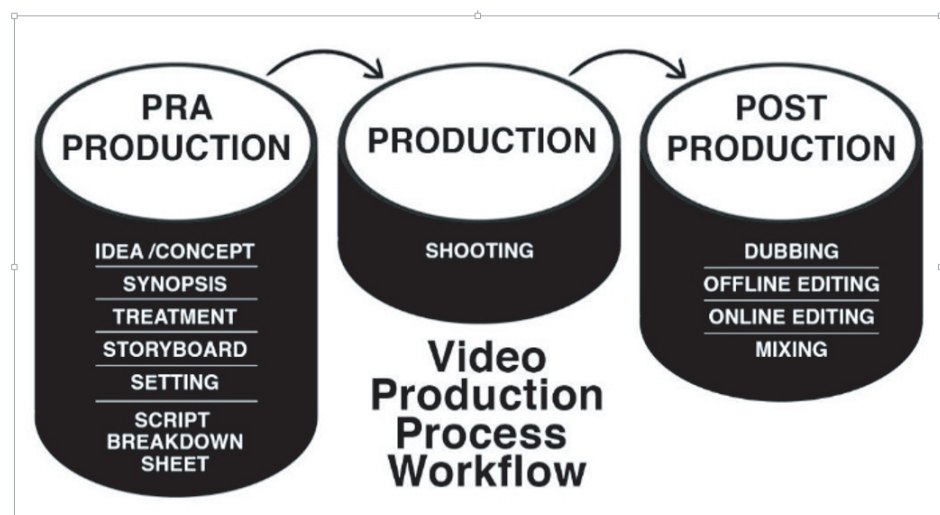 PRA
PRODUCTION
IDEA /CONCEPT
SYNOPSIS
TREATMENT
STORYBOARD
SETTING
SCRIPT
BREAKDOWN
SHEET
PRODUCTION
SHOOTING
POST
PRODUCTION
DUBBING
OFFLINE EDITING
ONLINE EDITING
MIXING
Video
Production
Process
Workflow